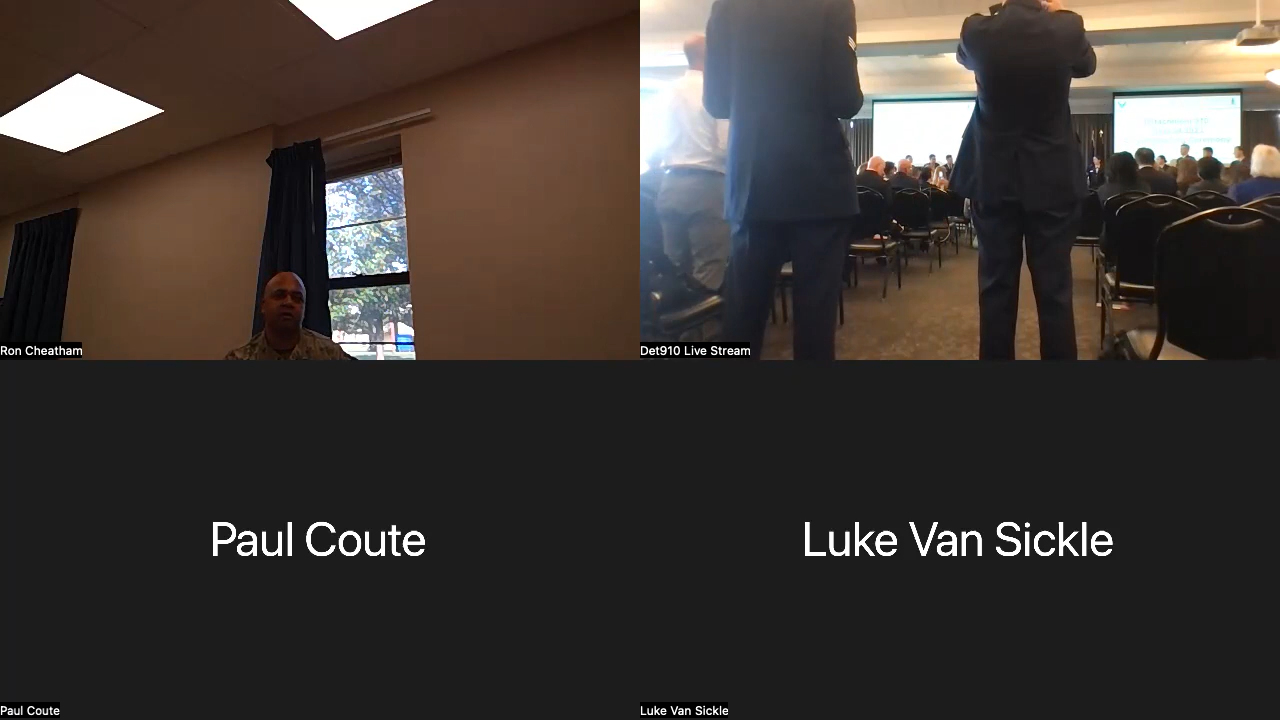 Ron Cheatham
Det910 Live Stream
Paul Coute
Luke Van Sickle
Paul Coute
Luke Van Sickle